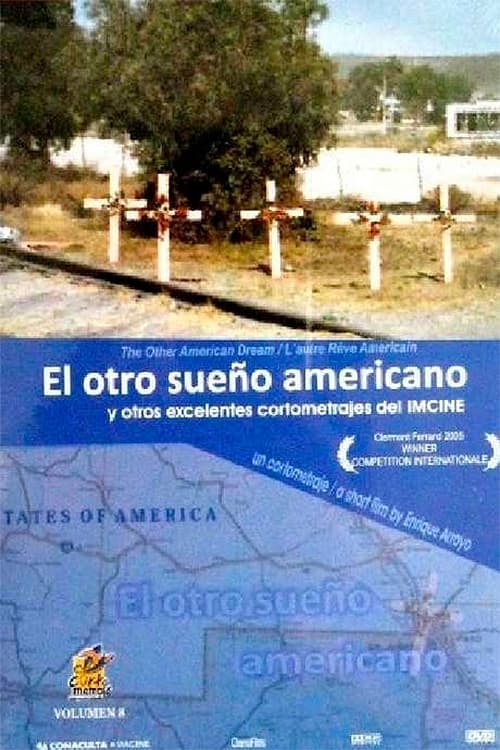 The Other American Dream / L'autre Rêve Americain
El otro sueño americano
y otros excelentes cortometrajes del IMCINE
Clermont Ferrard 2005
WINNER
COMPETITION INTERNATIONALE
un cortometraje / a short film by Enrique Arroyo
TATES OF AMERICA
El otro sueño
americano
VOLUMEN 8
CONACULTA IMCINE
DVD